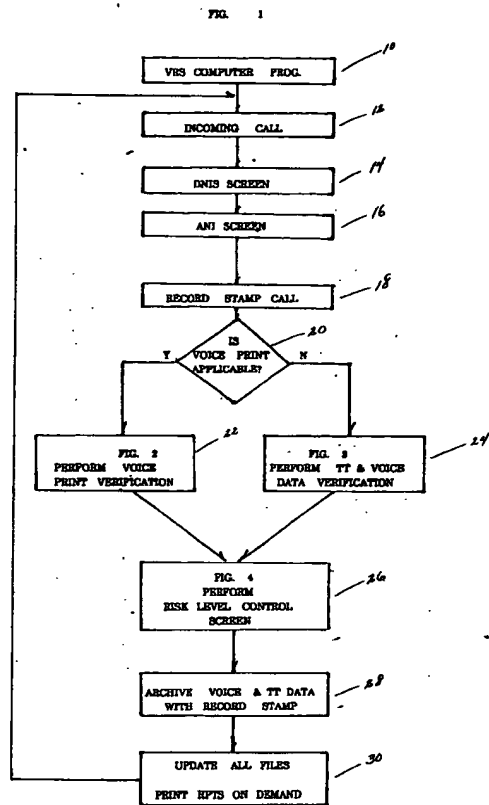 FIG. 1
VRS COMPUTER PROG.
10
INCOMING CALL
12
DNIS SCREEN
14
ANI SCREEN
16
RECORD STAMP CALL
18
IS
VOICE PRINT
APPLICABLE?
20
Y
N
FIG. 2
PERFORM VOICE
PRINT VERIFICATION
22
FIG. 3
PERFORM TT & VOICE
DATA VERIFICATION
24
FIG. 4
PERFORM
RISK LEVEL CONTROL
SCREEN
26
ARCHIVE VOICE & TT DATA
WITH RECORD STAMP
28
UPDATE ALL FILES
PRINT RPTS ON DEMAND
30